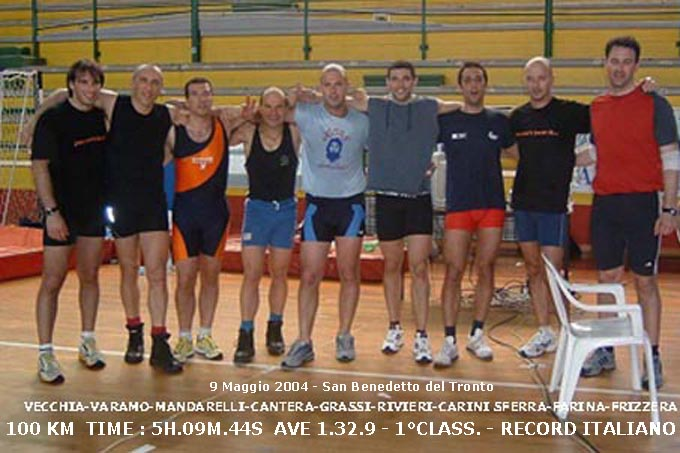 9 Maggio 2004 - San Benedetto del Tronto
VECCHIA-VARAMO-MANDARELLI-CANTERA-GRASSI-RIVIERI-CARINI SFERRA-FARINA-FRIZZERA
100 KM TIME : 5H.09M.44S AVE 1.32.9 - 1°CLASS. - RECORD ITALIANO